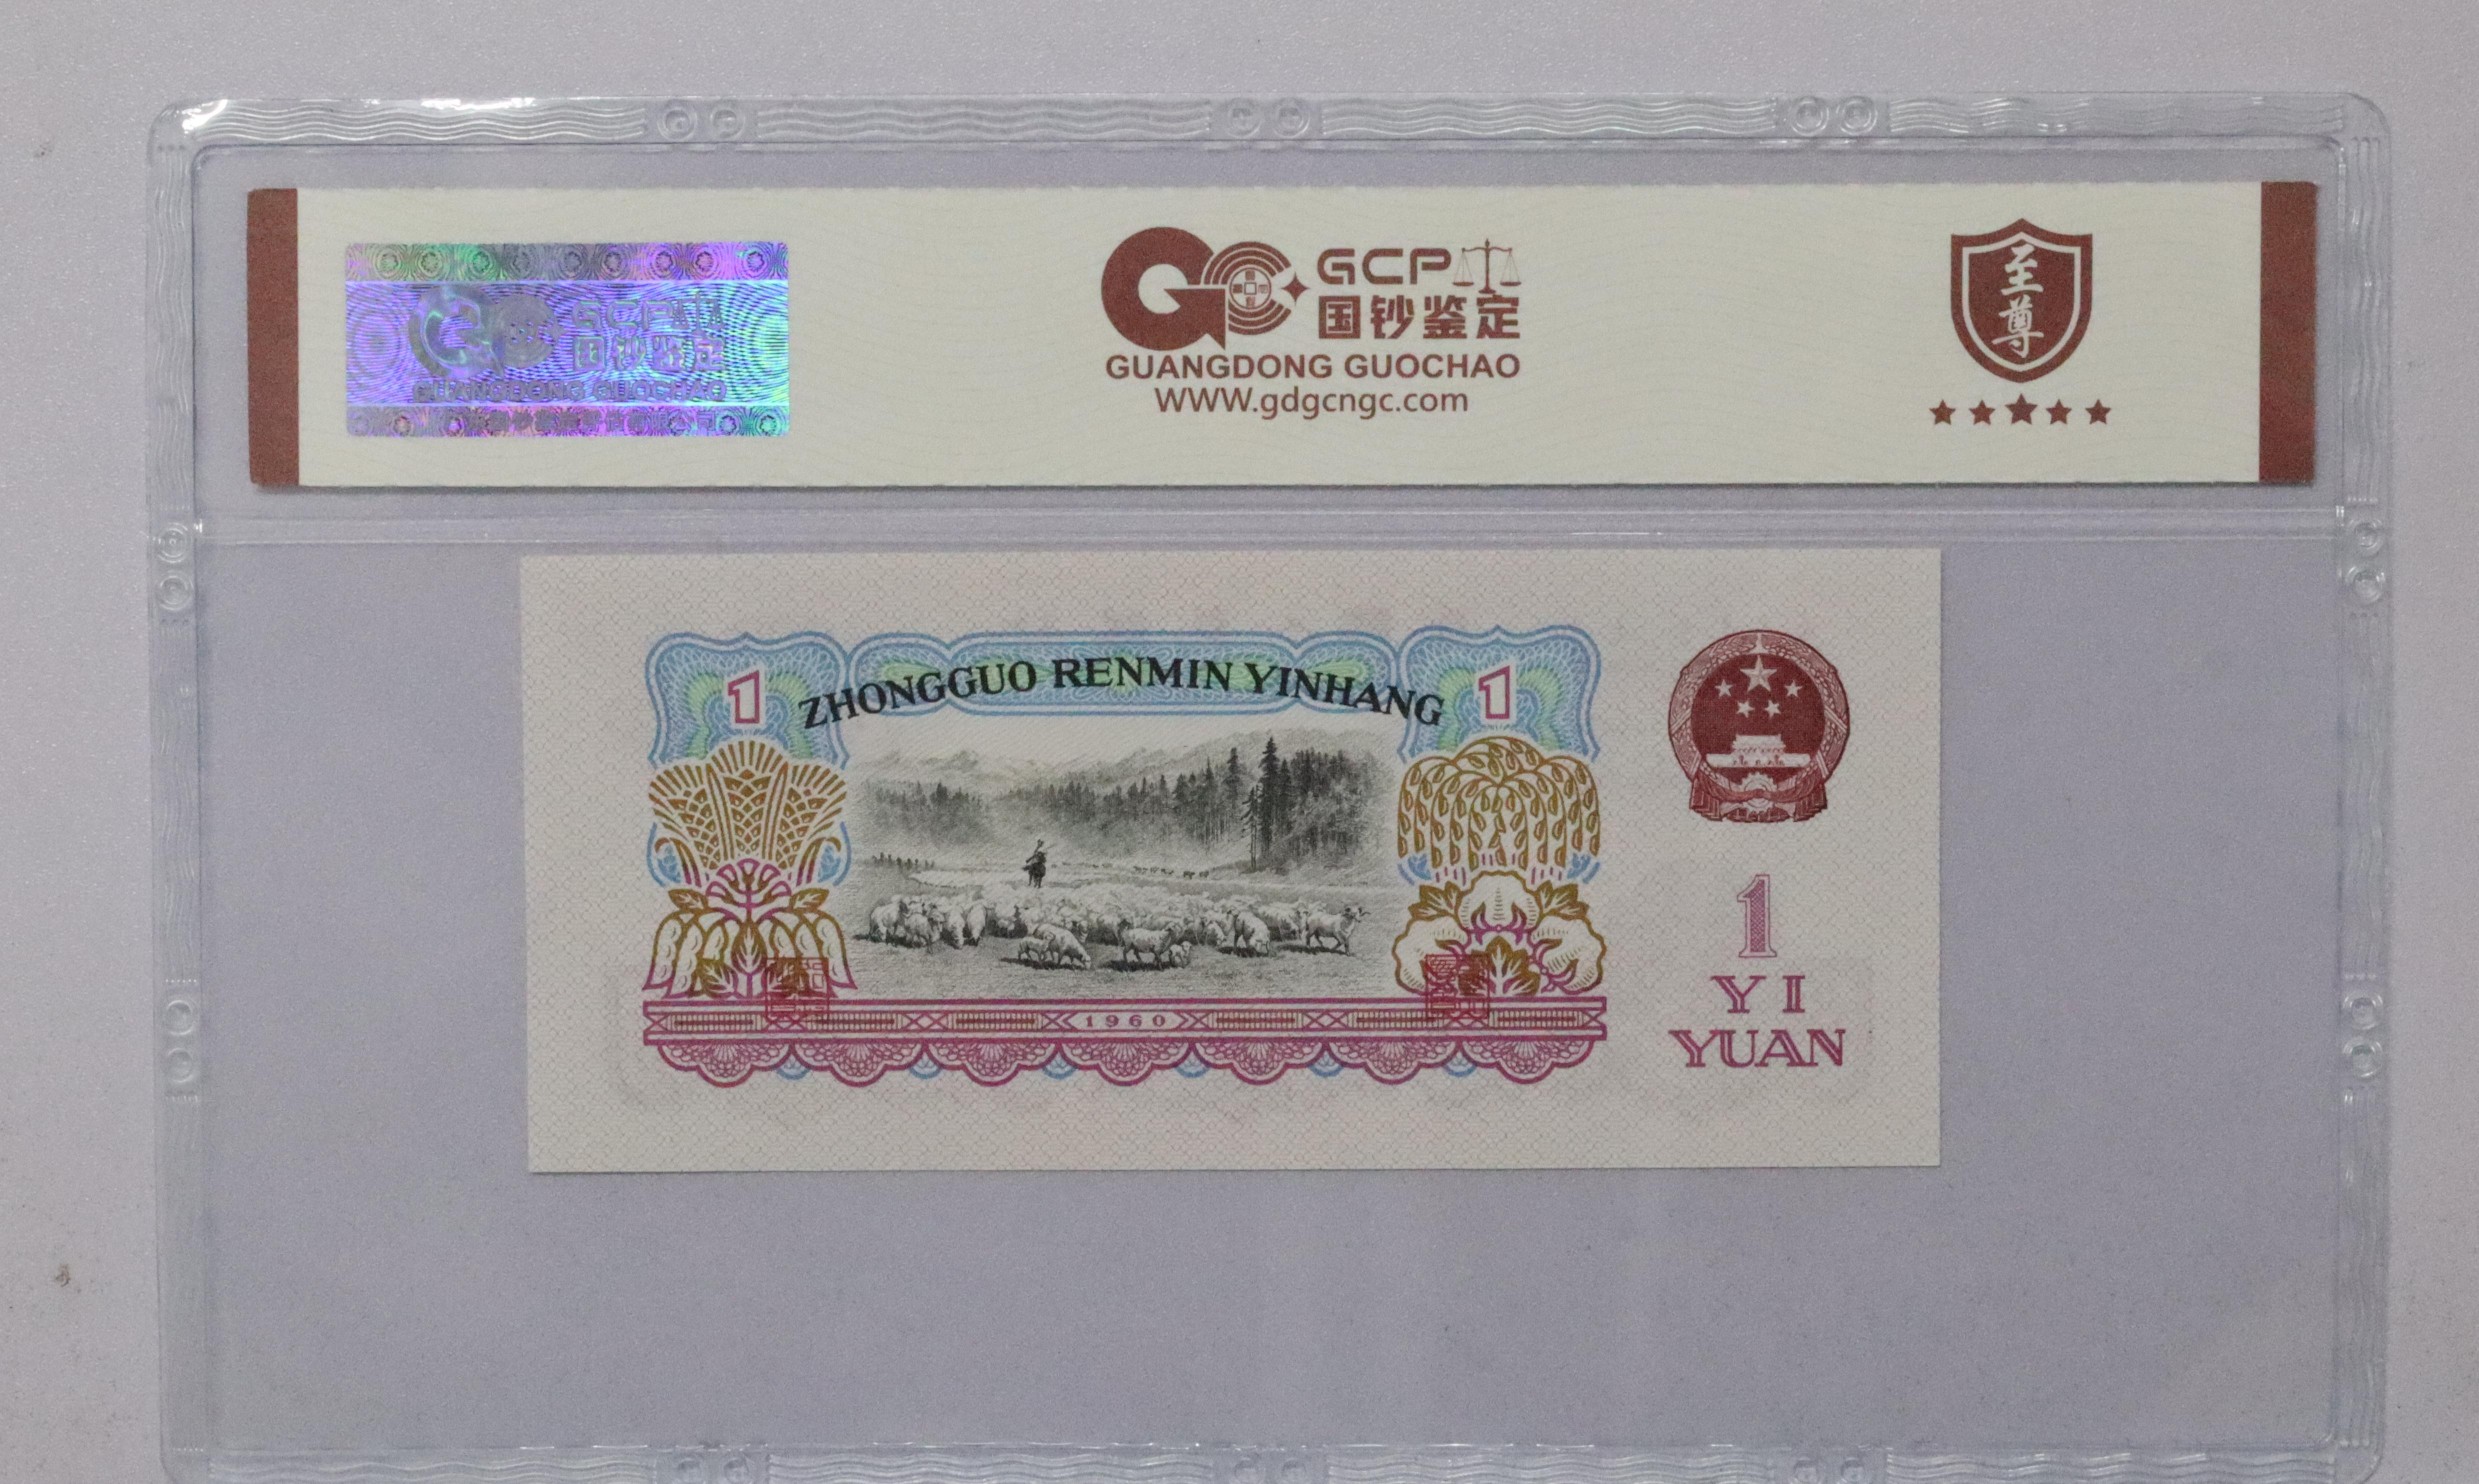 GCP
国钞鉴定
GUANGDONG GUOCHAO
GCP
国钞鉴定
GUANGDONG GUOCHAO
www.gdgcngc.com
至
尊
1 ZHONGGUO RENMIN YINHANG 1
1960
1
YI
YUAN